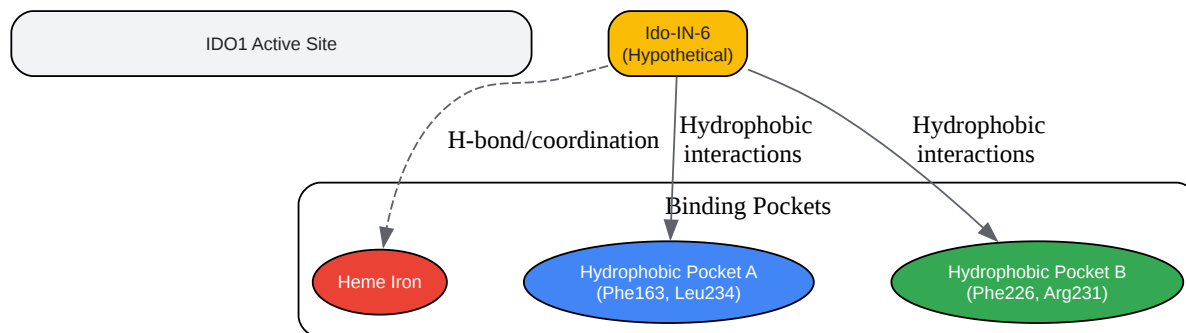 IDO1 Active Site
Ido-IN-6
(Hypothetical)
H-bond/coordination
Hydrophobic
interactions
Hydrophobic
interactions
Binding Pockets
Heme Iron
Hydrophobic Pocket A
(Phe163, Leu234)
Hydrophobic Pocket B
(Phe226, Arg231)